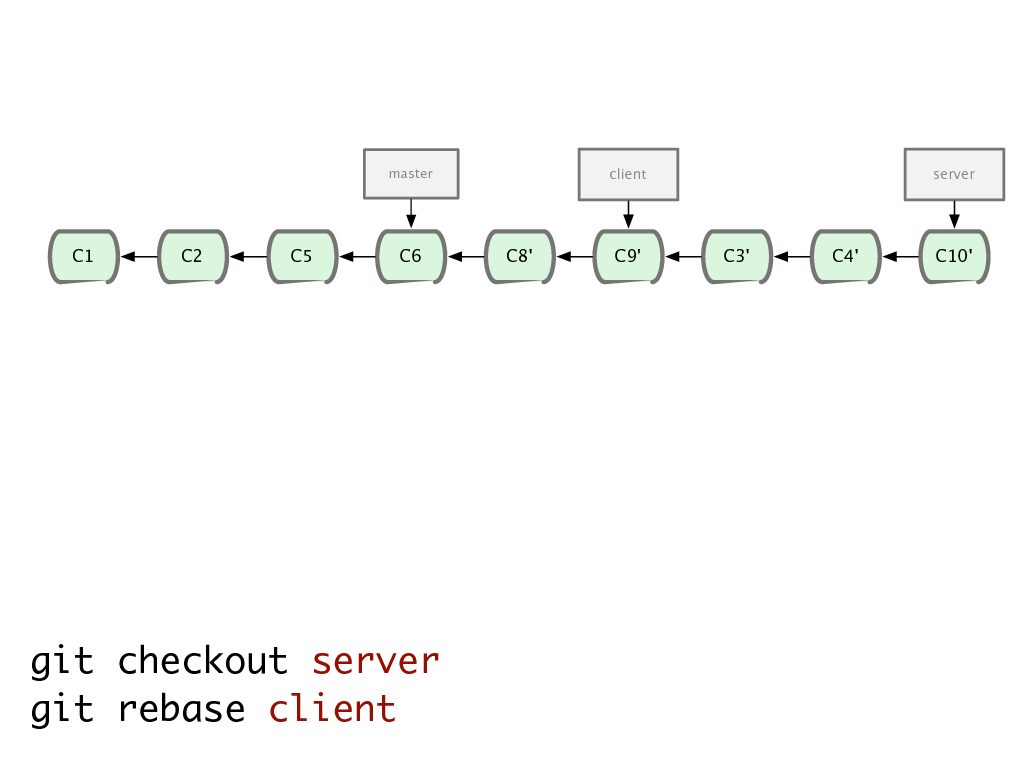 master client server
C1 C2 C5 C6 C8' C9' C3' C4' C10'
git checkout server
git rebase client